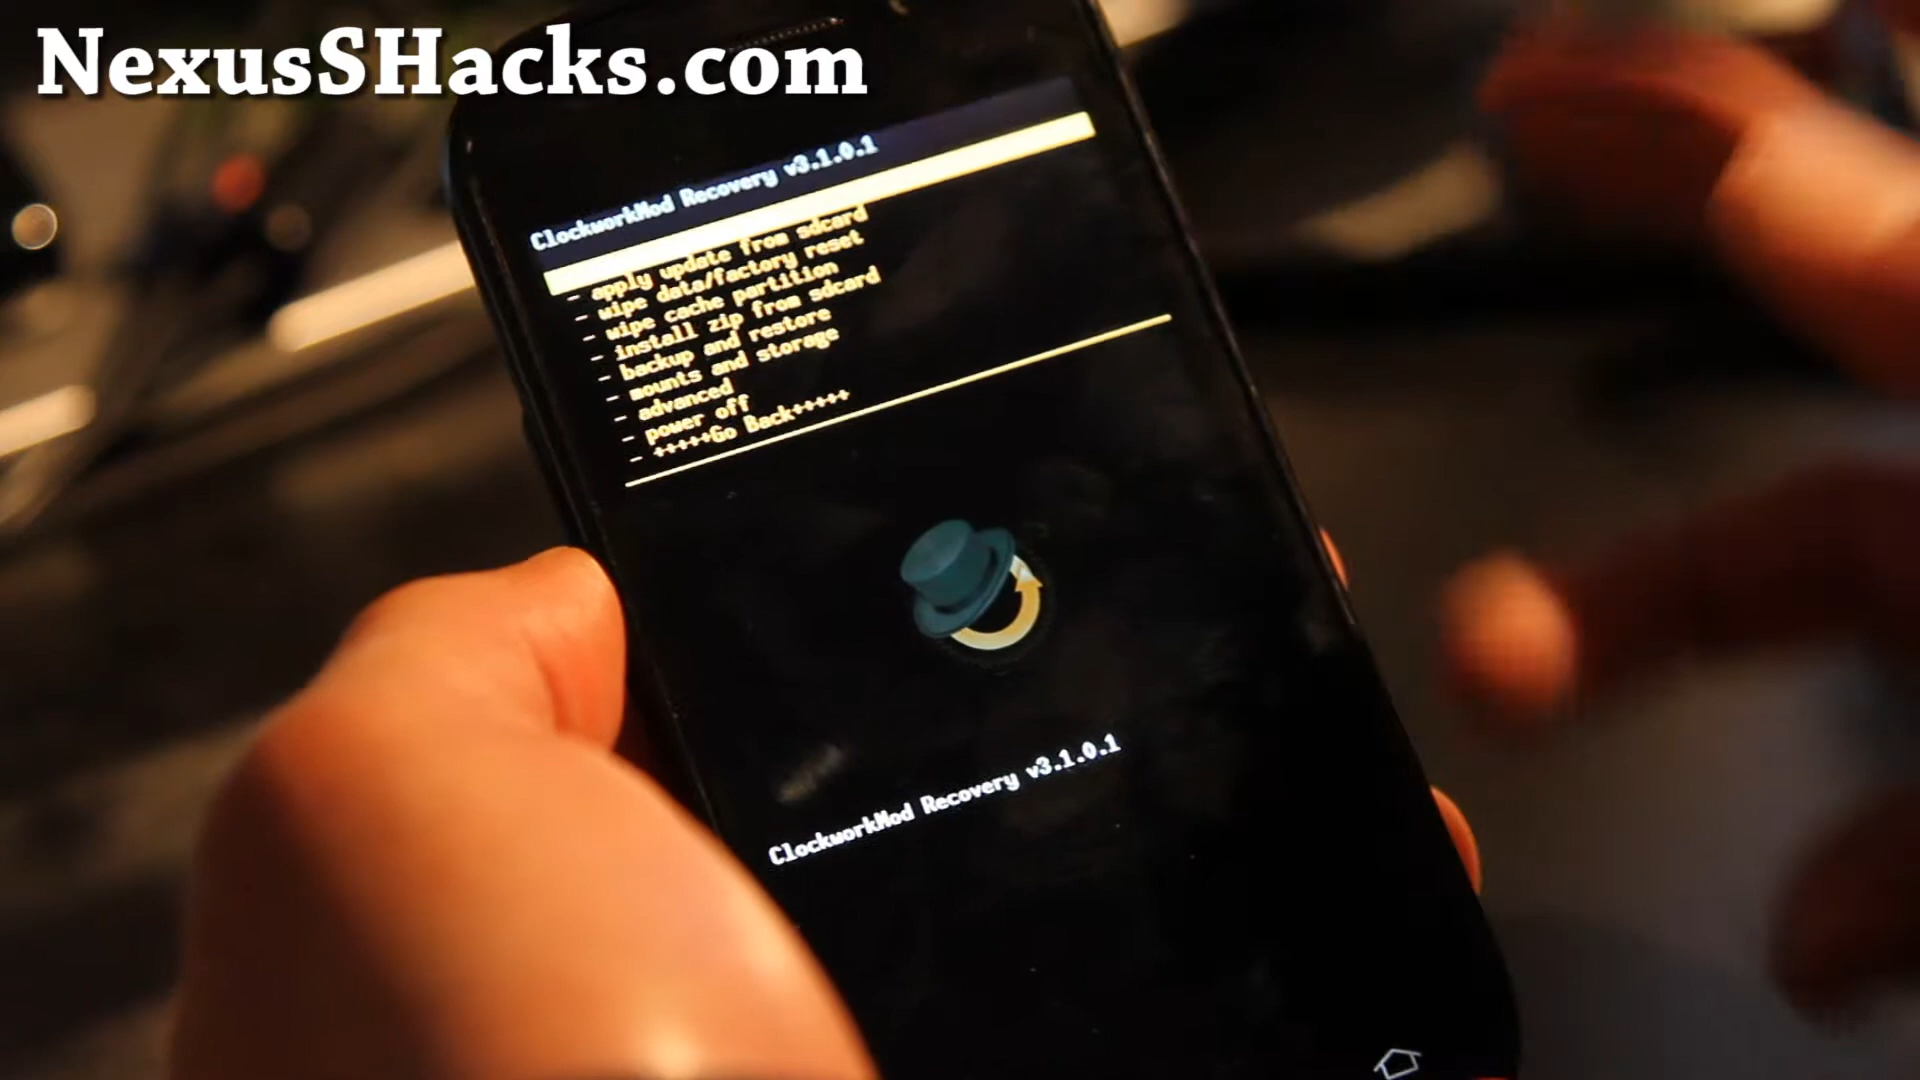 NexusSHacks.com
ClockworkMod Recovery v3.1.0.1
- apply update from sdcard
- wipe data/factory reset
- wipe cache partition
- install zip from sdcard
- backup and restore
- mounts and storage
- advanced
- power off
- +++++Go Back+++++
ClockworkMod Recovery v3.1.0.1